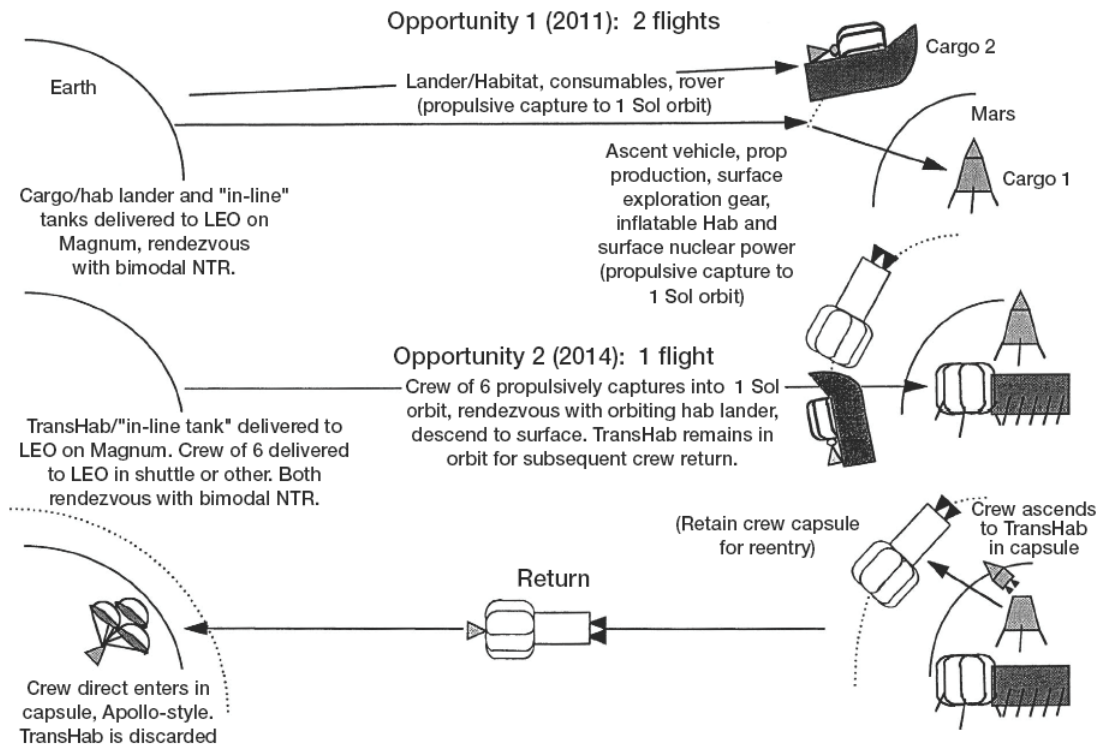 Opportunity 1 (2011): 2 flights
Earth
Lander/Habitat, consumables, rover
(propulsive capture to 1 Sol orbit)
Cargo 2
Mars
Cargo 1
Ascent vehicle, prop
production, surface
exploration gear,
inflatable Hab and
surface nuclear power
(propulsive capture to
1 Sol orbit)
Cargo/hab lander and "in-line"
tanks delivered to LEO on
Magnum, rendezvous
with bimodal NTR.
Opportunity 2 (2014): 1 flight
Crew of 6 propulsively captures into 1 Sol
orbit, rendezvous with orbiting hab lander,
descend to surface. TransHab remains in
orbit for subsequent crew return.
TransHab/"in-line tank" delivered to
LEO on Magnum. Crew of 6 delivered
to LEO in shuttle or other. Both
rendezvous with bimodal NTR.
(Retain crew capsule
for reentry)
Crew ascends
to TransHab
in capsule
Return
Crew direct enters in
capsule, Apollo-style.
TransHab is discarded